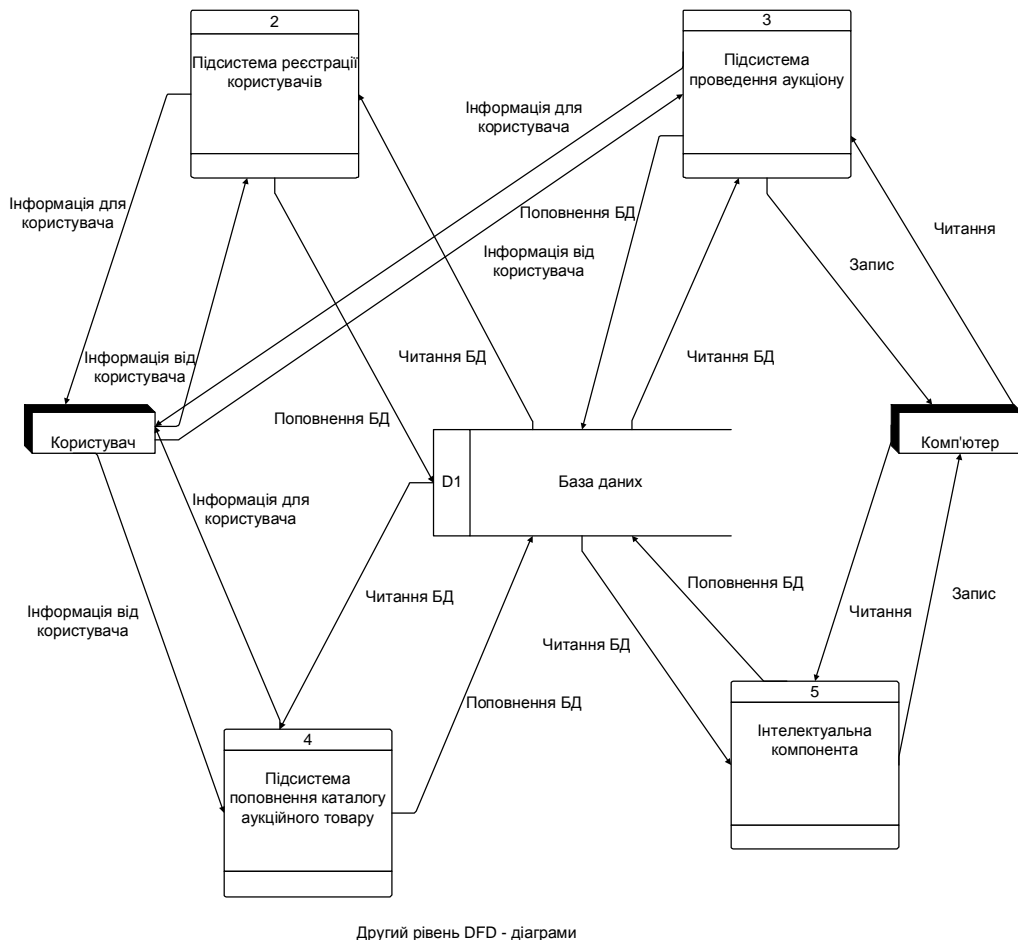 2
Підсистема реєстрації
користувачів
3
Підсистема
проведення аукціону
Інформація для
користувача
Інформація для
користувача
Поповнення БД
Інформація від
користувача
Читання
Запис
Інформація від
користувача
Читання БД
Читання БД
Поповнення БД
Користувач
Комп'ютер
D1
База даних
Інформація для
користувача
Читання БД
Поповнення БД
Запис
Інформація від
користувача
Читання
Читання БД
Поповнення БД
5
Інтелектуальна
компонента
4
Підсистема
поповнення каталогу
аукційного товару
Другий рівень DFD - діаграми